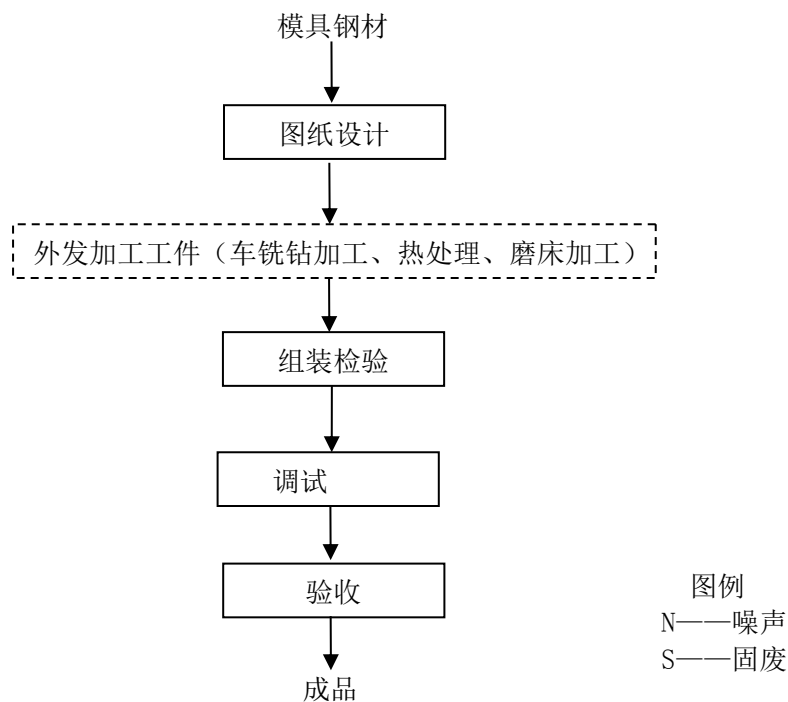 模具钢材
图纸设计
外发加工工件（车铣钻加工、热处理、磨床加工）
组装检验
调试
验收
成品
图例
N——噪声
S——固废